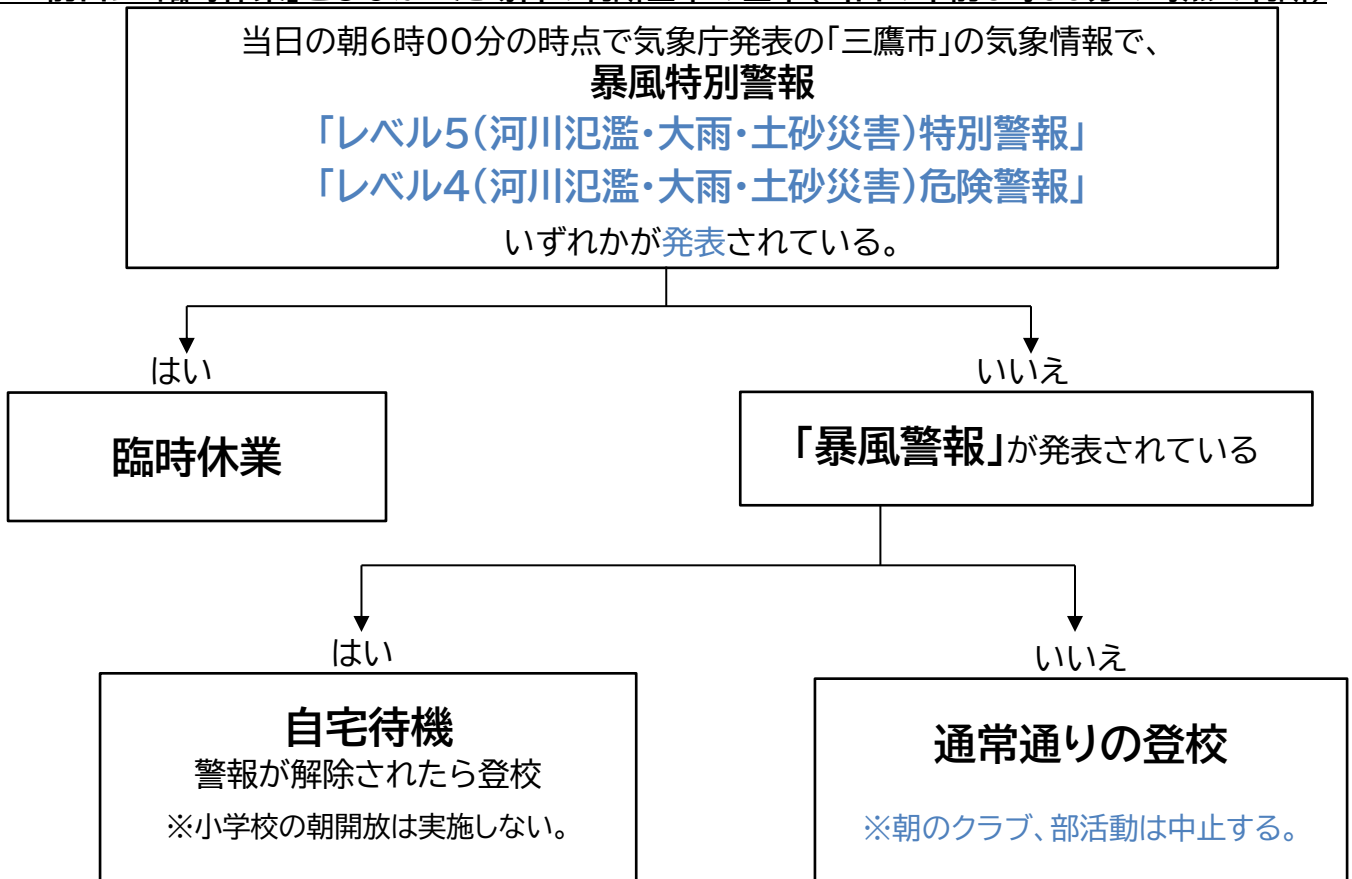 当日の朝6時00分の時点で気象庁発表の「三鷹市」の気象情報で、
暴風特別警報
「レベル5(河川氾濫・大雨・土砂災害)特別警報」
「レベル4(河川氾濫・大雨・土砂災害)危険警報」
いずれかが発表されている。
はい
いいえ
臨時休業
「暴風警報」が発表されている
はい
いいえ
自宅待機
警報が解除されたら登校
※小学校の朝開放は実施しない。
通常通りの登校
※朝のクラブ、部活動は中止する。